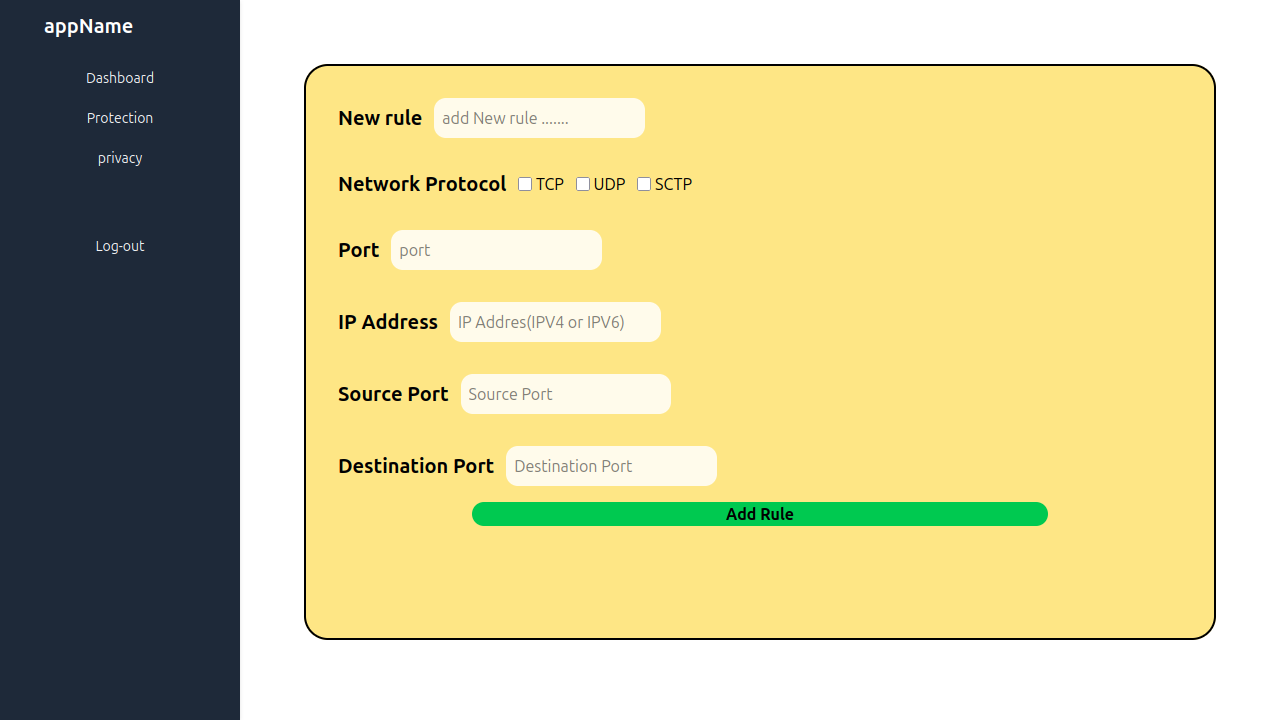 appName
Dashboard
Protection
privacy
Log-out
New rule add New rule .......
Network Protocol TCP UDP SCTP
Port port
IP Address IP Addres(IPV4 or IPV6)
Source Port Source Port
Destination Port Destination Port
Add Rule